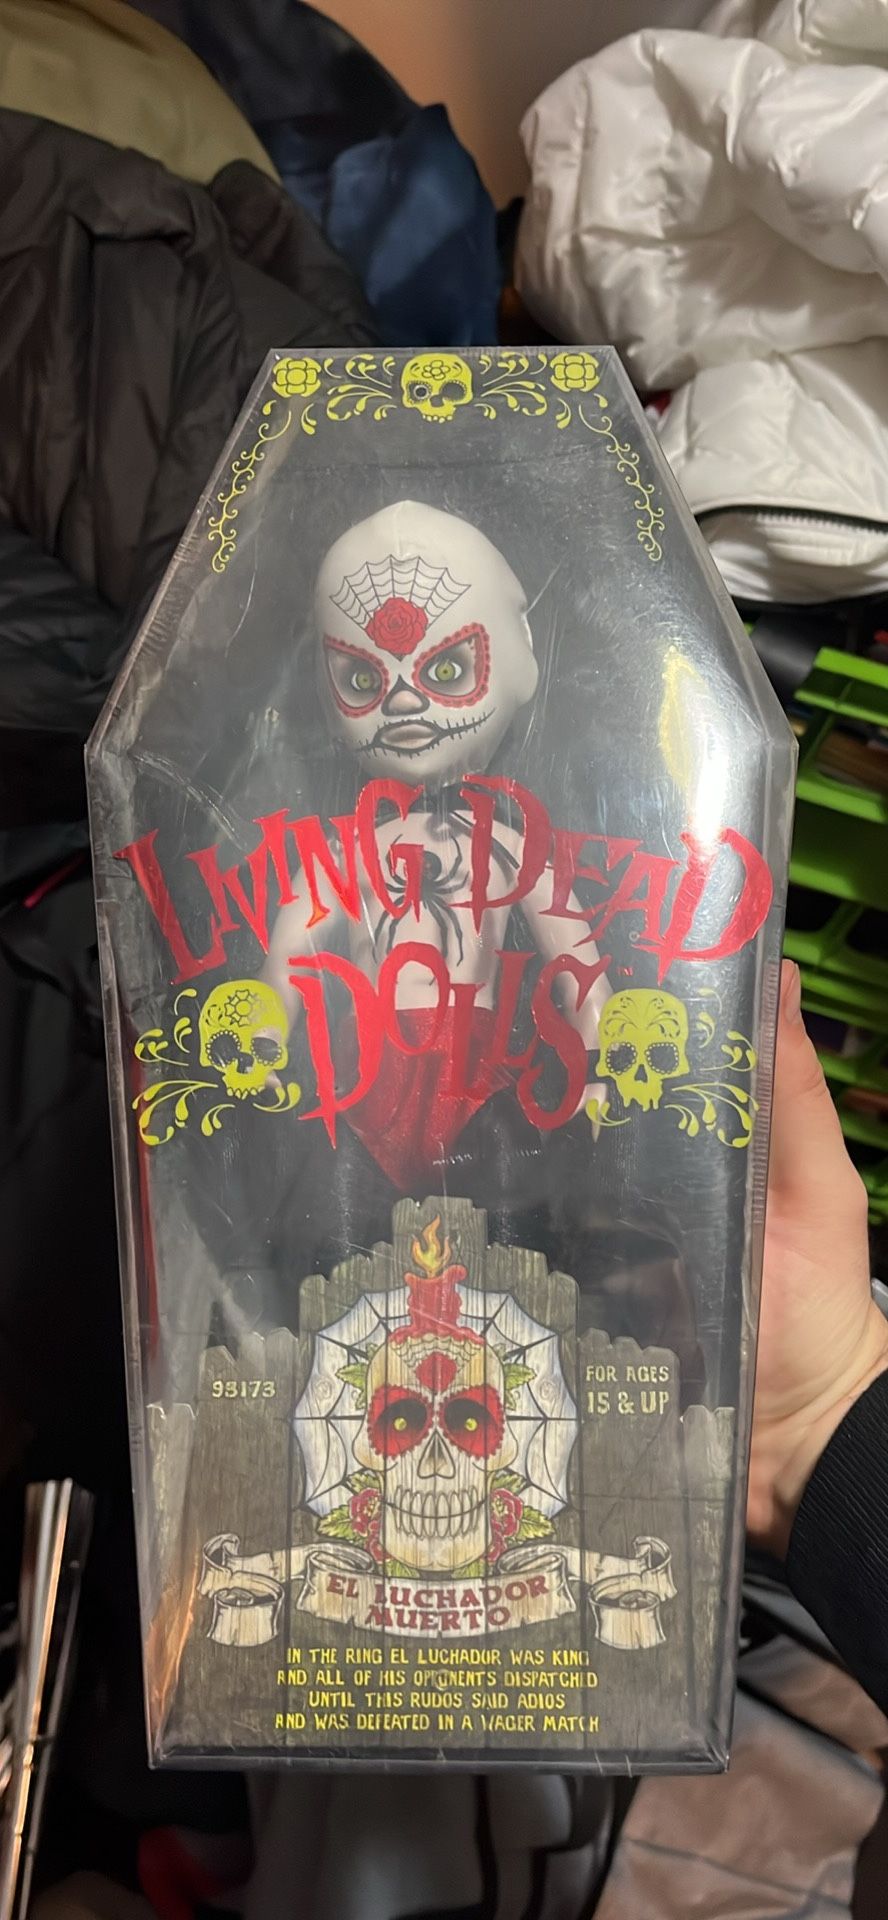 LIVING DEAD
DOLLS™
93173
FOR AGES
15 & UP
EL LUCHADOR
MUERTO
IN THE RING EL LUCHADOR WAS KING
AND ALL OF HIS OPPONENTS DISPATCHED
UNTIL THIS RUDOS SAID ADIOS
AND WAS DEFEATED IN A WAGER MATCH